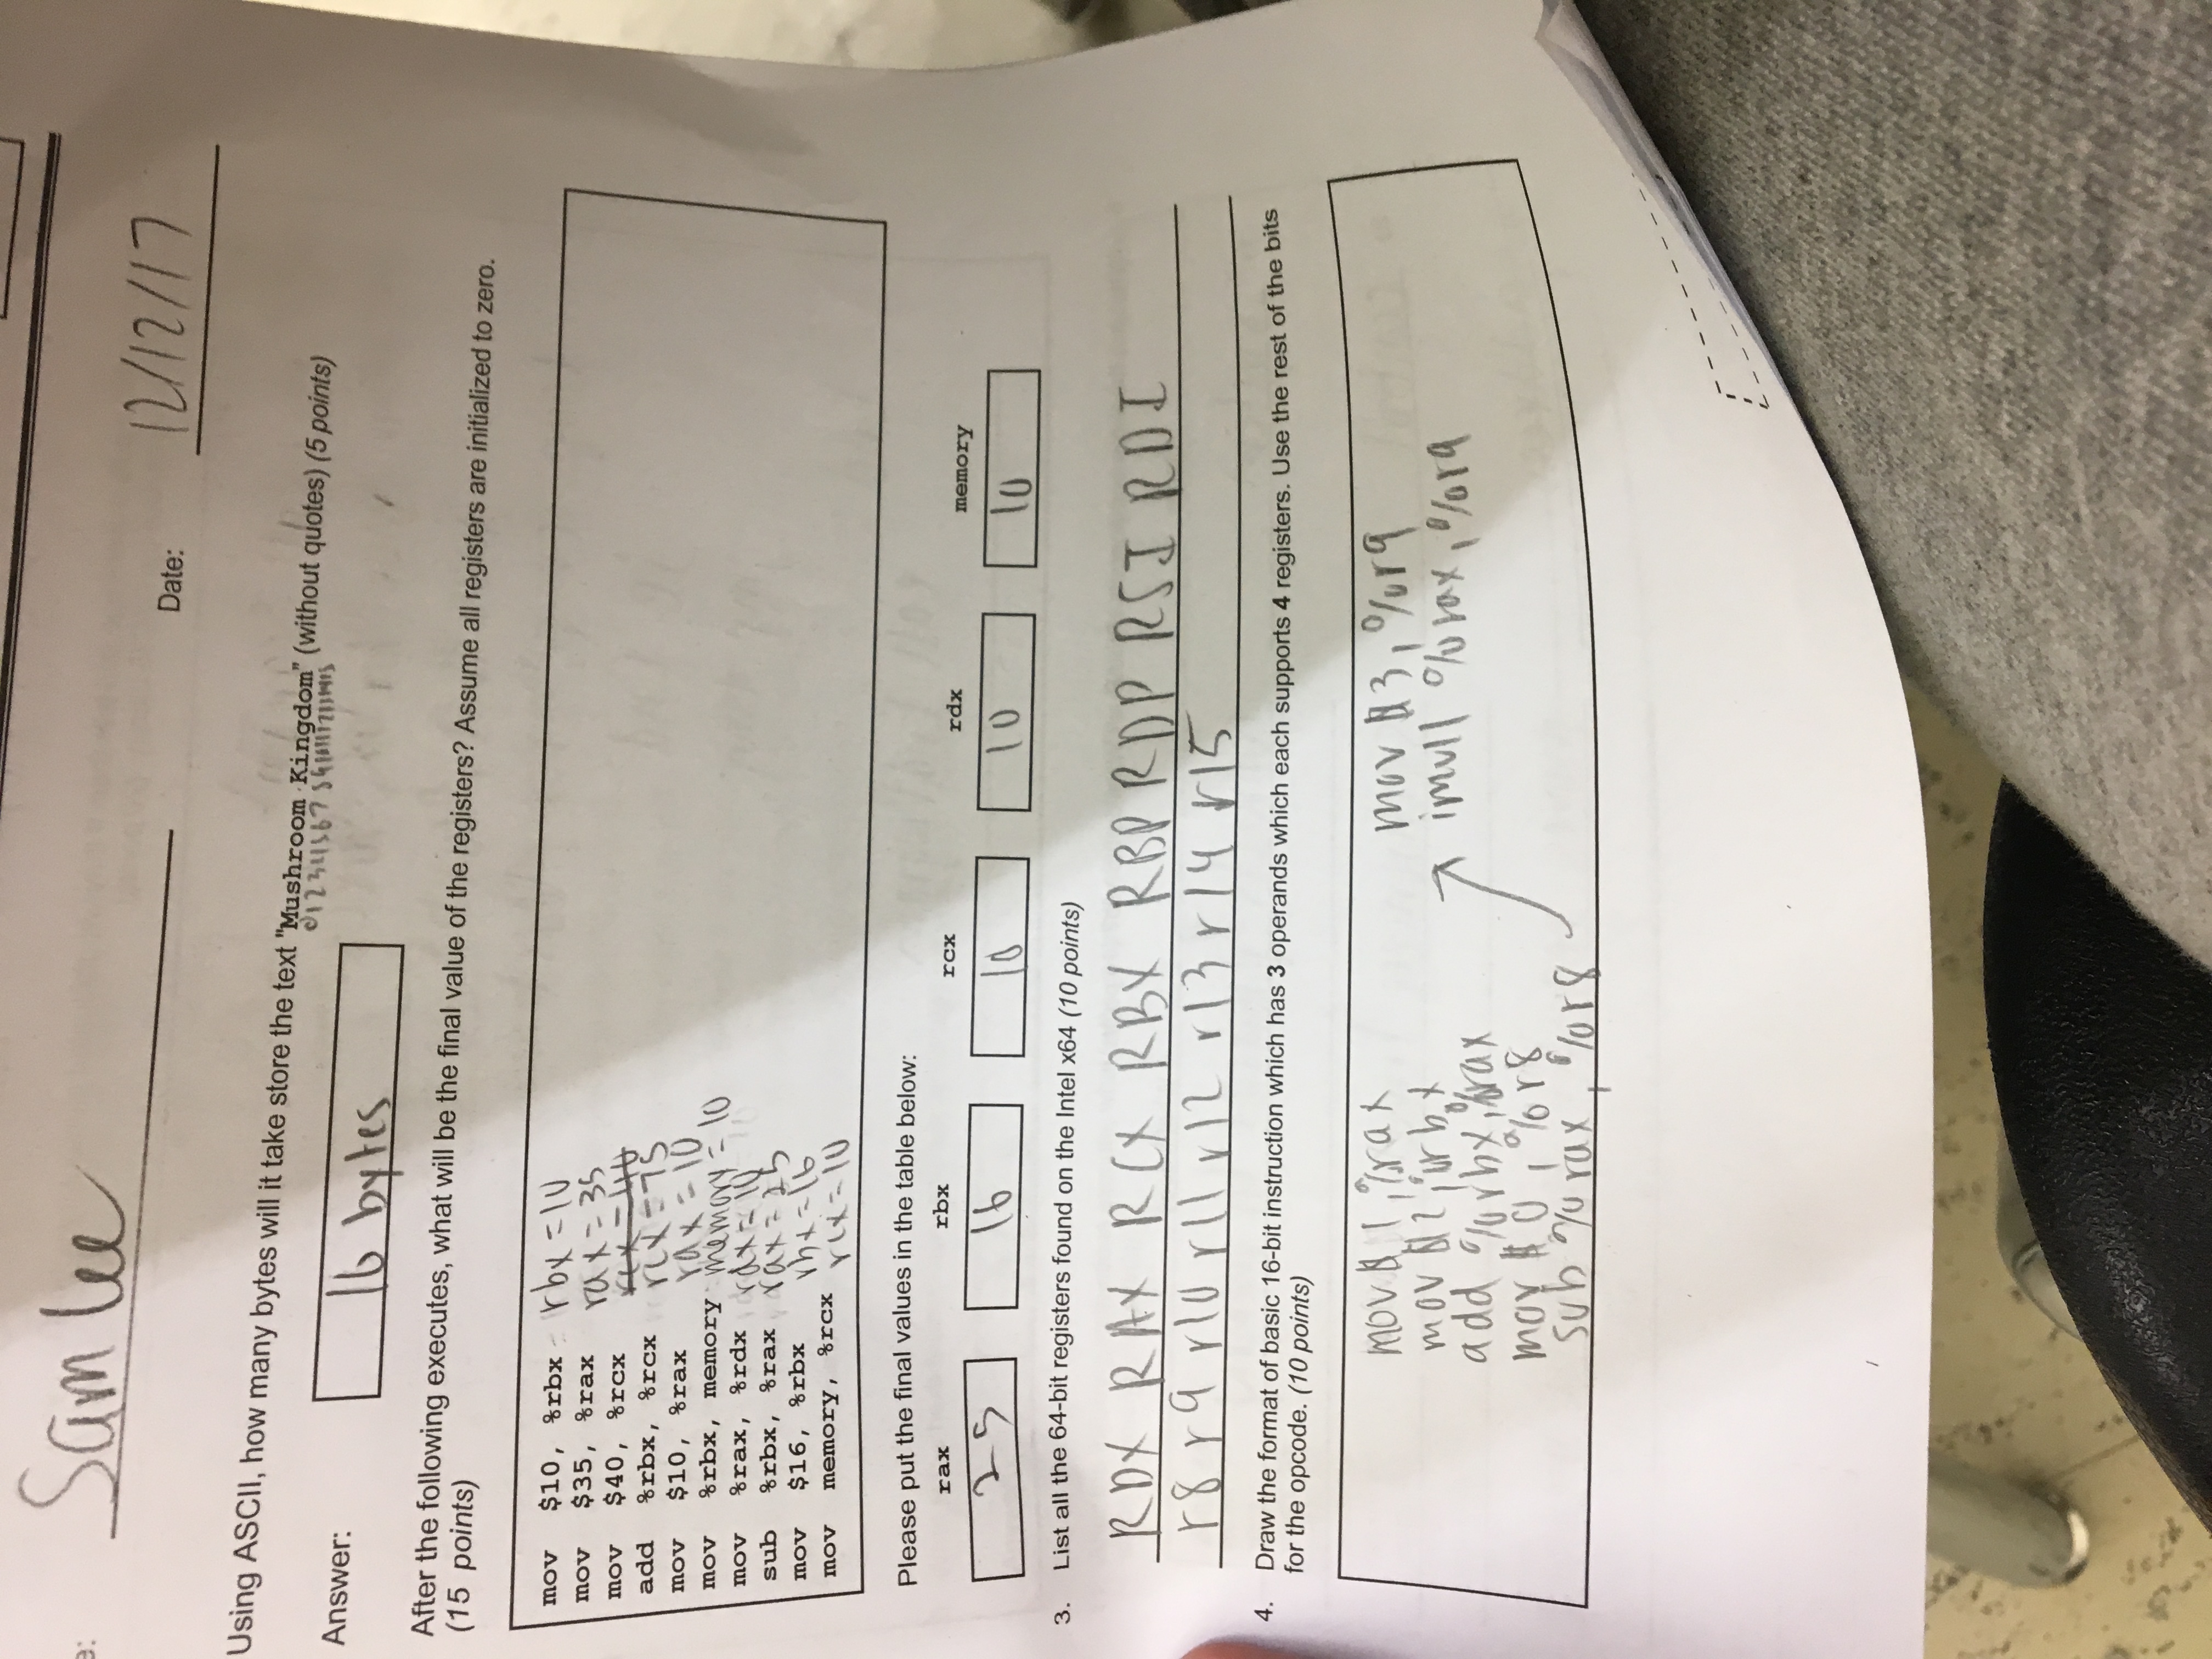 e: Sam Lee
Date: 12/12/17
Using ASCII, how many bytes will it take store the text "Mushroom Kingdom" (without quotes) (5 points)
Answer: 16 bytes
After the following executes, what will be the final value of the registers? Assume all registers are initialized to zero.
(15 points)
mov $10, %rbx rbx = 10
mov $35, %rax rax = 35
mov $40, %rcx rcx = 40
add %rbx, %rcx rcx = 75
mov $10, %rax rax = 10
mov %rbx, memory memory = 10
mov %rax, %rdx rdx = 10
sub %rbx, %rax rax = 25
mov $16, %rbx rbx = 16
mov memory, %rcx rcx = 10
Please put the final values in the table below:
rax rbx rcx rdx memory
25 16 10 10 10
3. List all the 64-bit registers found on the Intel x64 (10 points)
RDX RAX RCX RBX RBP RDP RSI RDI
r8 r9 r10 r11 r12 r13 r14 r15
4. Draw the format of basic 16-bit instruction which has 3 operands which each supports 4 registers. Use the rest of the bits
for the opcode. (10 points)
mov $1, %rax
mov $2, %rbx
add %rbx, %rax
mov $0, %r8
sub %rax, %r8
mov $3, %r9
imull %rax, %r9